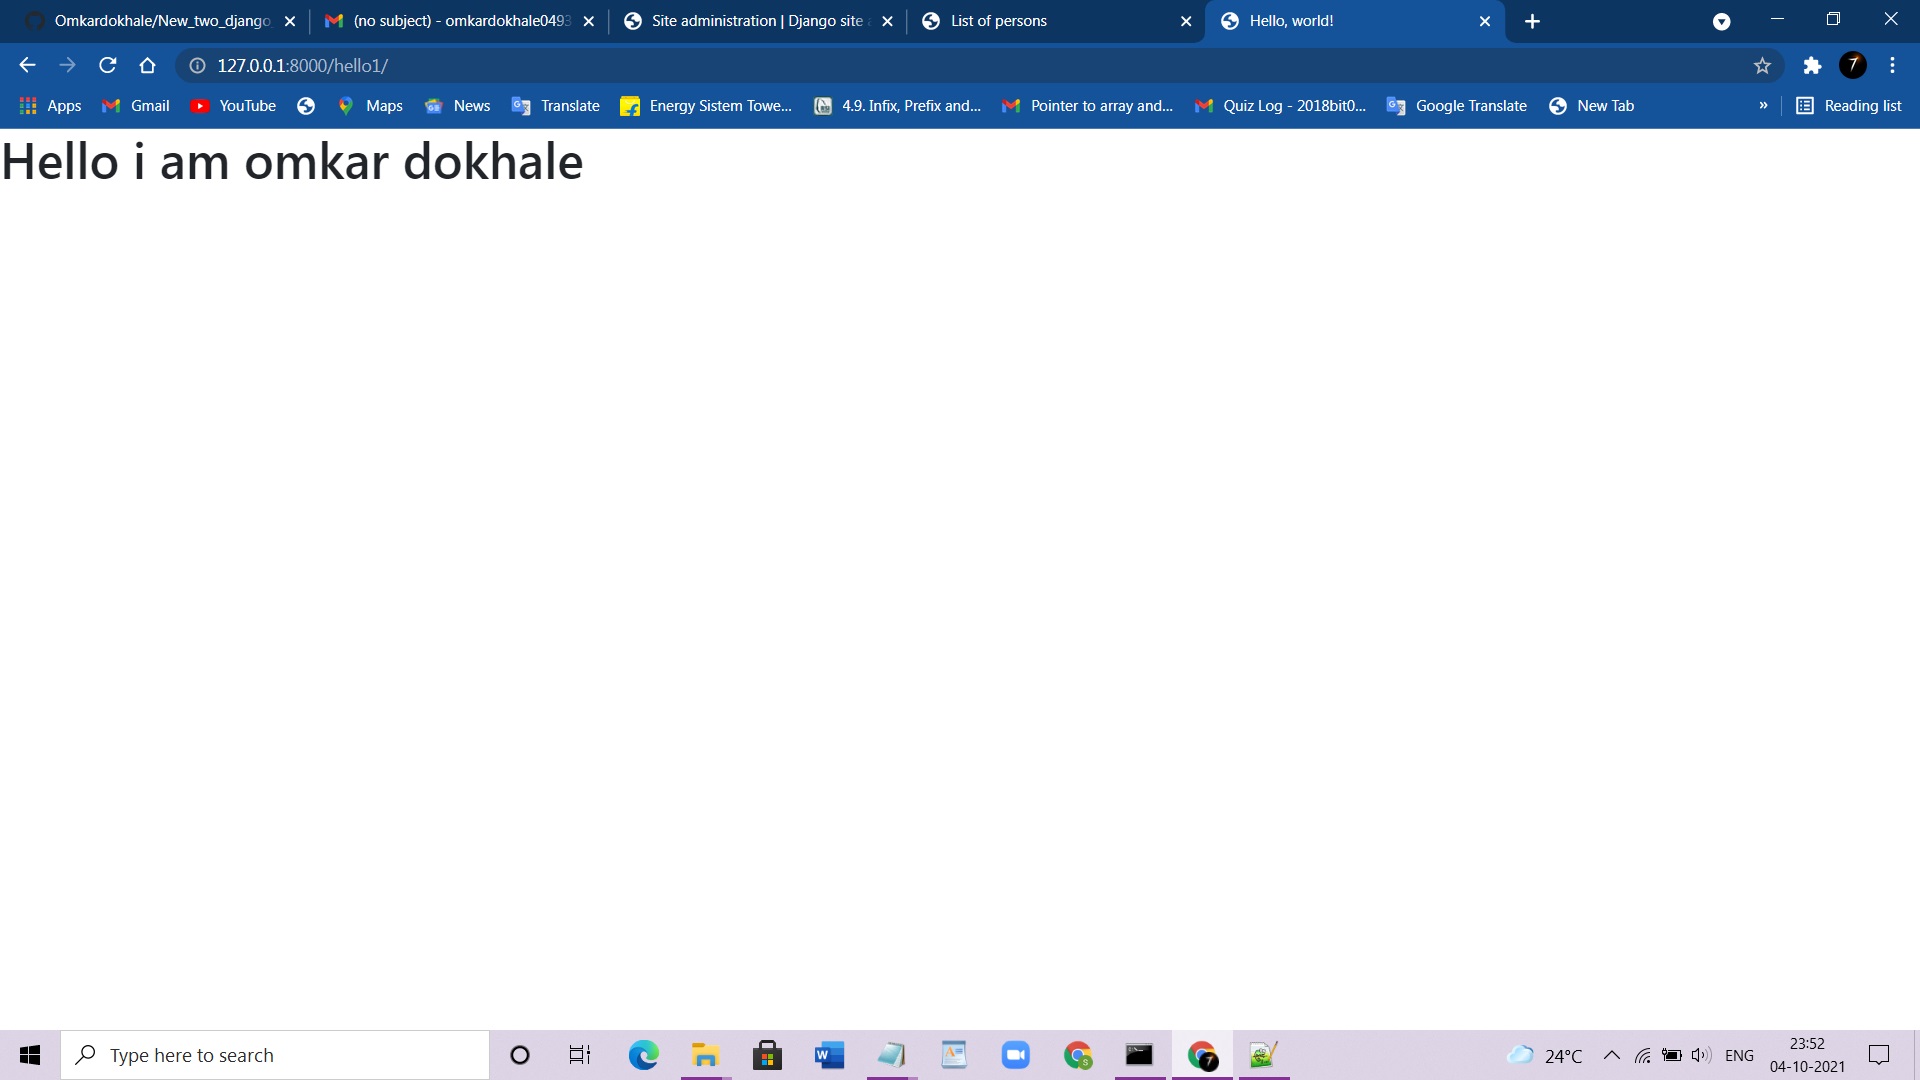 Omkardokhale/New_two_django_
(no subject) - omkardokhale0493
Site administration | Django site a
List of persons
Hello, world!
127.0.0.1:8000/hello1/
Apps
Gmail
YouTube
Maps
News
Translate
Energy Sistem Towe...
4.9. Infix, Prefix and...
Pointer to array and...
Quiz Log - 2018bit0...
Google Translate
New Tab
»
Reading list
Hello i am omkar dokhale
Type here to search
24°C
ENG
23:52
04-10-2021